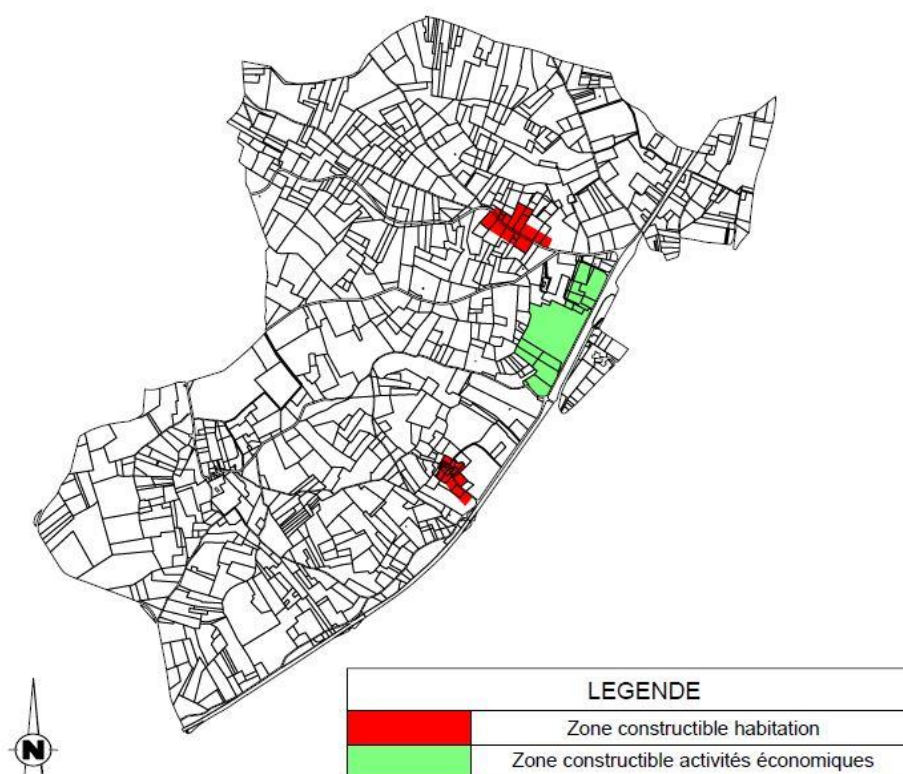 LEGENDE
Zone constructible habitation
Zone constructible activités économiques
N